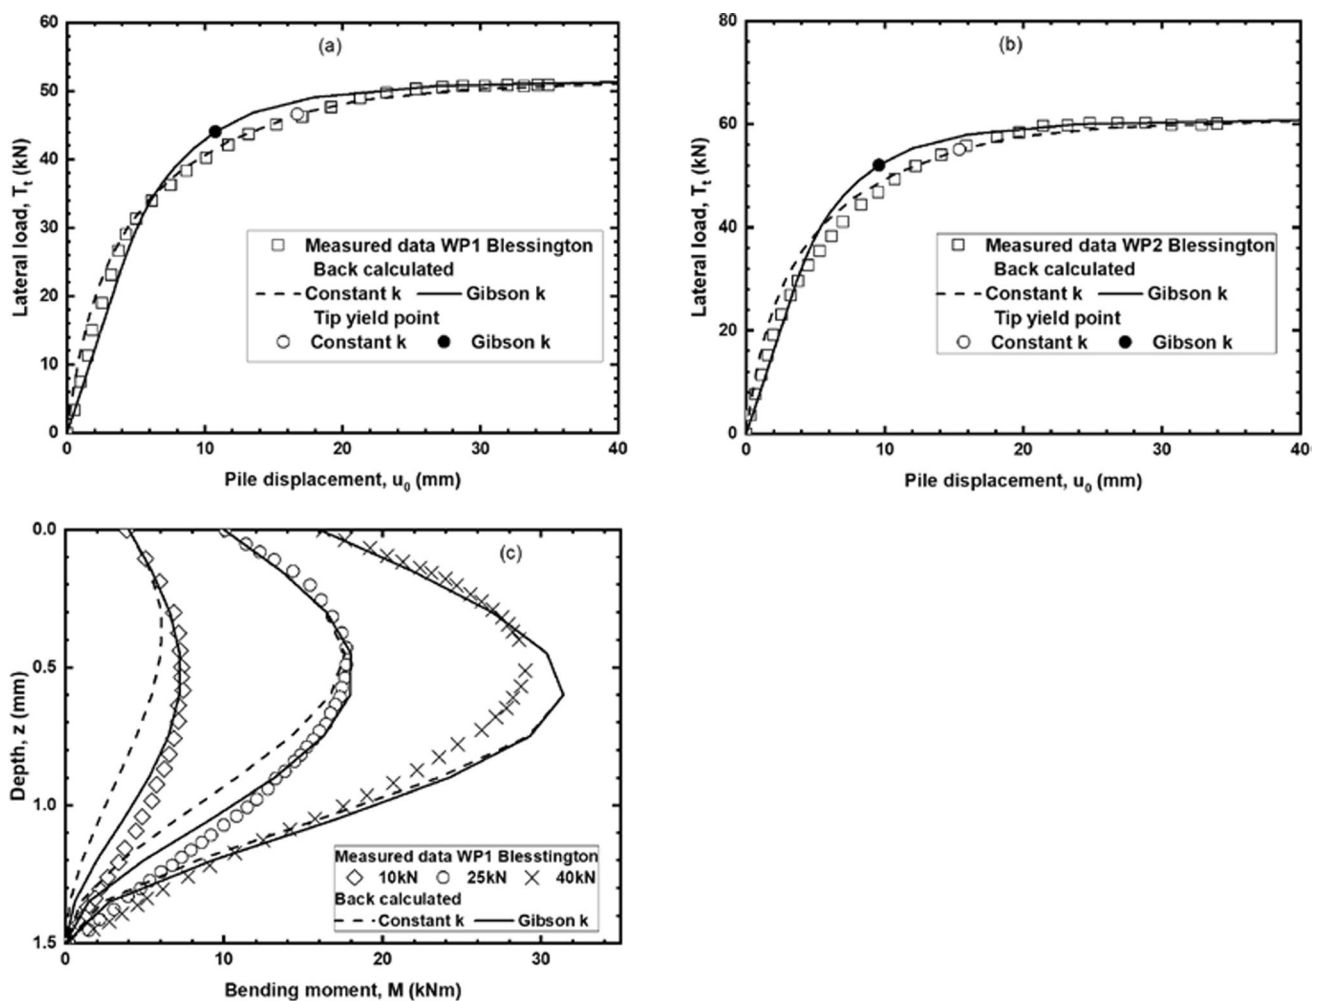 (a)
60
50
40
30
20
10
0
Lateral load, Tt (kN)
Measured data WP1 Blessington
Back calculated
Constant k Gibson k
Tip yield point
Constant k Gibson k
0 10 20 30 40
Pile displacement, u0 (mm)
(b)
80
60
40
20
0
Lateral load, Tt (kN)
Measured data WP2 Blessington
Back calculated
Constant k Gibson k
Tip yield point
Constant k Gibson k
0 10 20 30 40
Pile displacement, u0 (mm)
(c)
0.0
0.5
1.0
1.5
Depth, z (mm)
Measured data WP1 Blesstington
10kN 25kN 40kN
Back calculated
Constant k Gibson k
0 10 20 30
Bending moment, M (kNm)